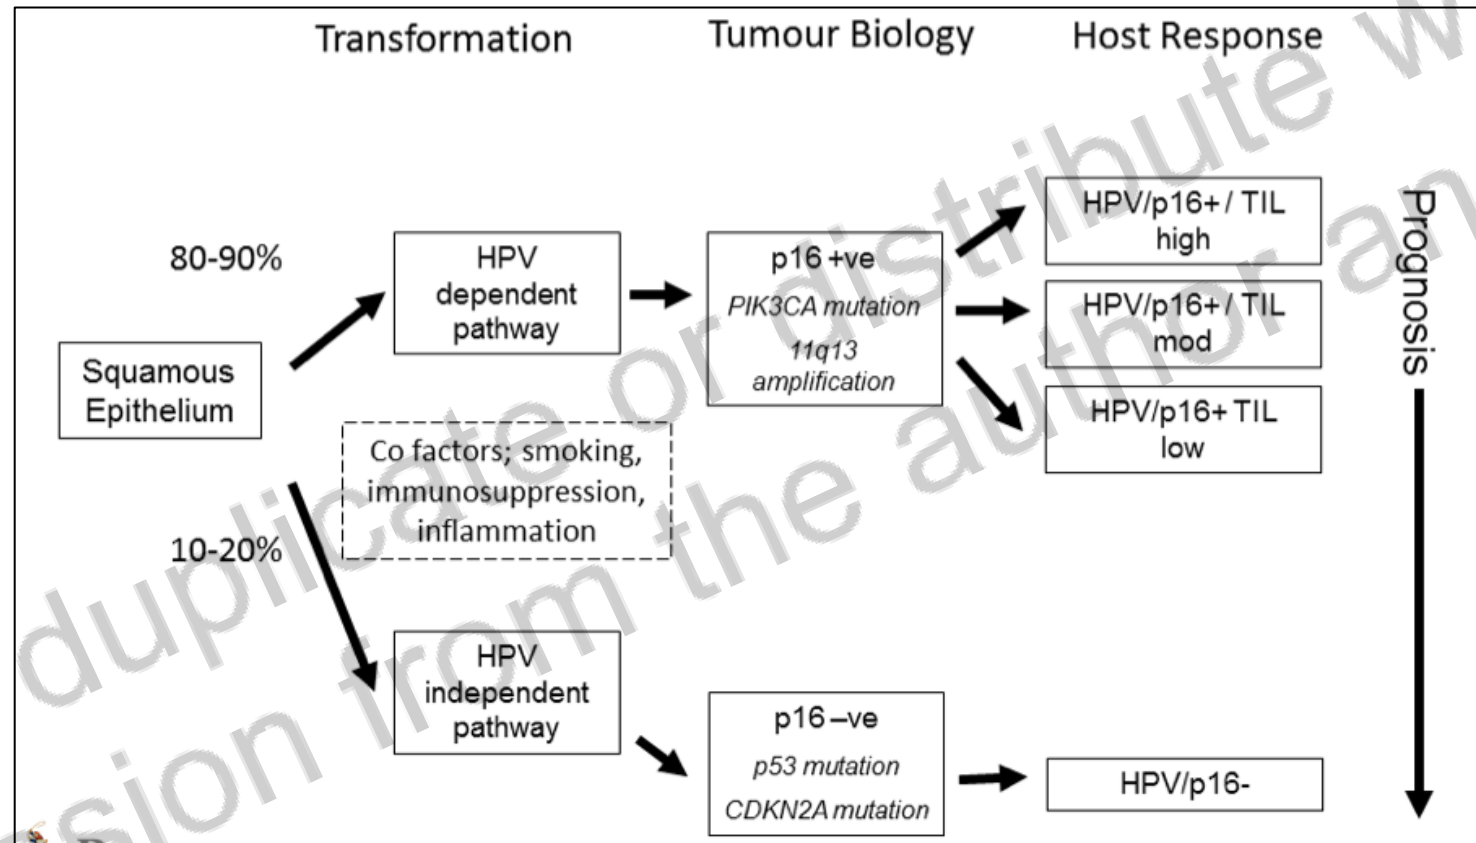 Transformation
Tumour Biology
Host Response
80-90%
HPV
dependent
pathway
p16 +ve
PIK3CA mutation
11q13
amplification
HPV/p16+ / TIL
high
HPV/p16+ / TIL
mod
HPV/p16+ TIL
low
Prognosis
Squamous
Epithelium
Co factors; smoking,
immunosuppression,
inflammation
10-20%
HPV
independent
pathway
p16 –ve
p53 mutation
CDKN2A mutation
HPV/p16-
duplicate or distribute w
ssion from the author an